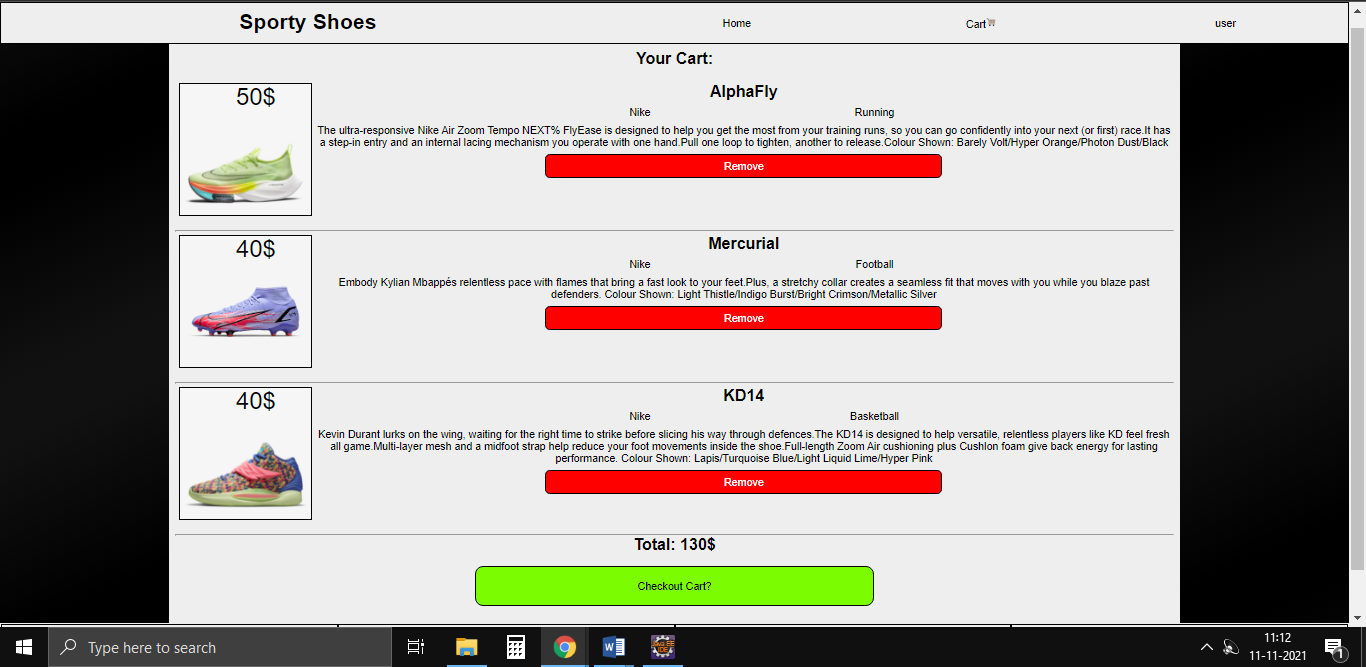 Sporty Shoes
Home
Cart
user
Your Cart:
50$
AlphaFly
Nike
Running
The ultra-responsive Nike Air Zoom Tempo NEXT% FlyEase is designed to help you get the most from your training runs, so you can go confidently into your next (or first) race.It has
a step-in entry and an internal lacing mechanism you operate with one hand.Pull one loop to tighten, another to release.Colour Shown: Barely Volt/Hyper Orange/Photon Dust/Black
Remove
40$
Mercurial
Nike
Football
Embody Kylian Mbappés relentless pace with flames that bring a fast look to your feet.Plus, a stretchy collar creates a seamless fit that moves with you while you blaze past
defenders. Colour Shown: Light Thistle/Indigo Burst/Bright Crimson/Metallic Silver
Remove
40$
KD14
Nike
Basketball
Kevin Durant lurks on the wing, waiting for the right time to strike before slicing his way through defences.The KD14 is designed to help versatile, relentless players like KD feel fresh
all game.Multi-layer mesh and a midfoot strap help reduce your foot movements inside the shoe.Full-length Zoom Air cushioning plus Cushlon foam give back energy for lasting
performance. Colour Shown: Lapis/Turquoise Blue/Light Liquid Lime/Hyper Pink
Remove
Total: 130$
Checkout Cart?
Type here to search
11:12
11-11-2021
1